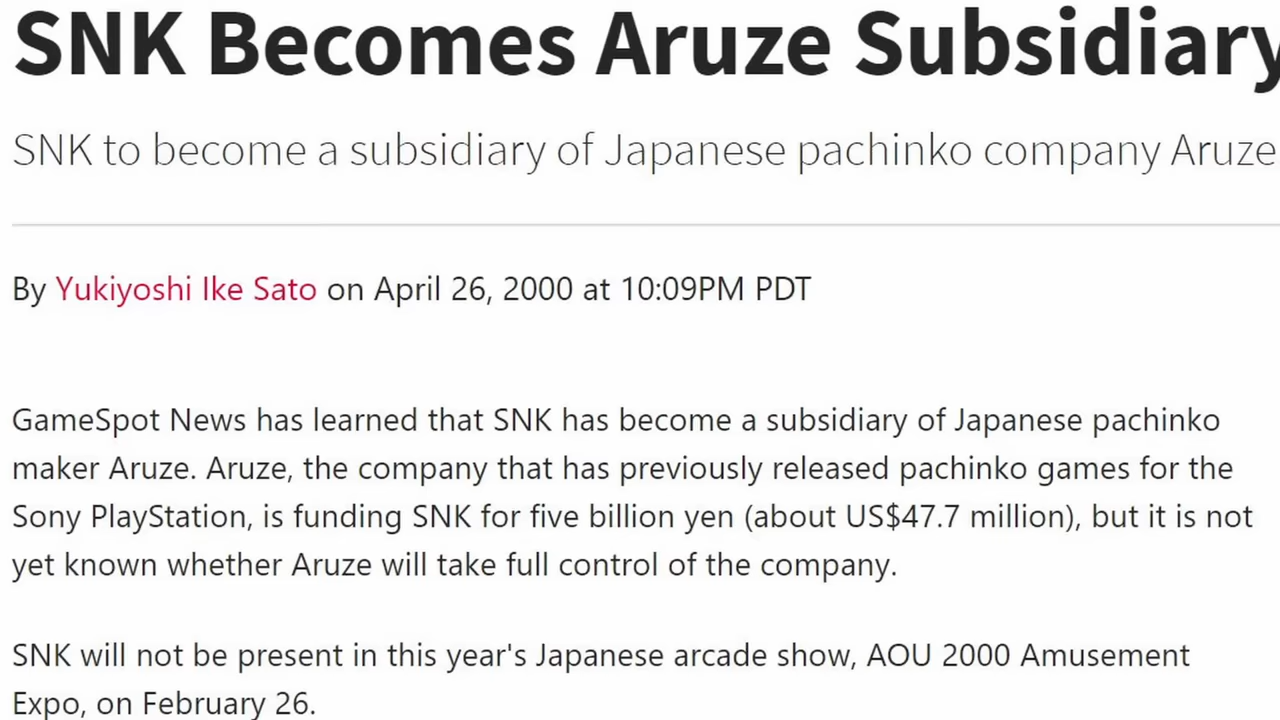 SNK Becomes Aruze Subsidiary
SNK to become a subsidiary of Japanese pachinko company Aruze
By Yukiyoshi Ike Sato on April 26, 2000 at 10:09PM PDT
GameSpot News has learned that SNK has become a subsidiary of Japanese pachinko
maker Aruze. Aruze, the company that has previously released pachinko games for the
Sony PlayStation, is funding SNK for five billion yen (about US$47.7 million), but it is not
yet known whether Aruze will take full control of the company.
SNK will not be present in this year's Japanese arcade show, AOU 2000 Amusement
Expo, on February 26.